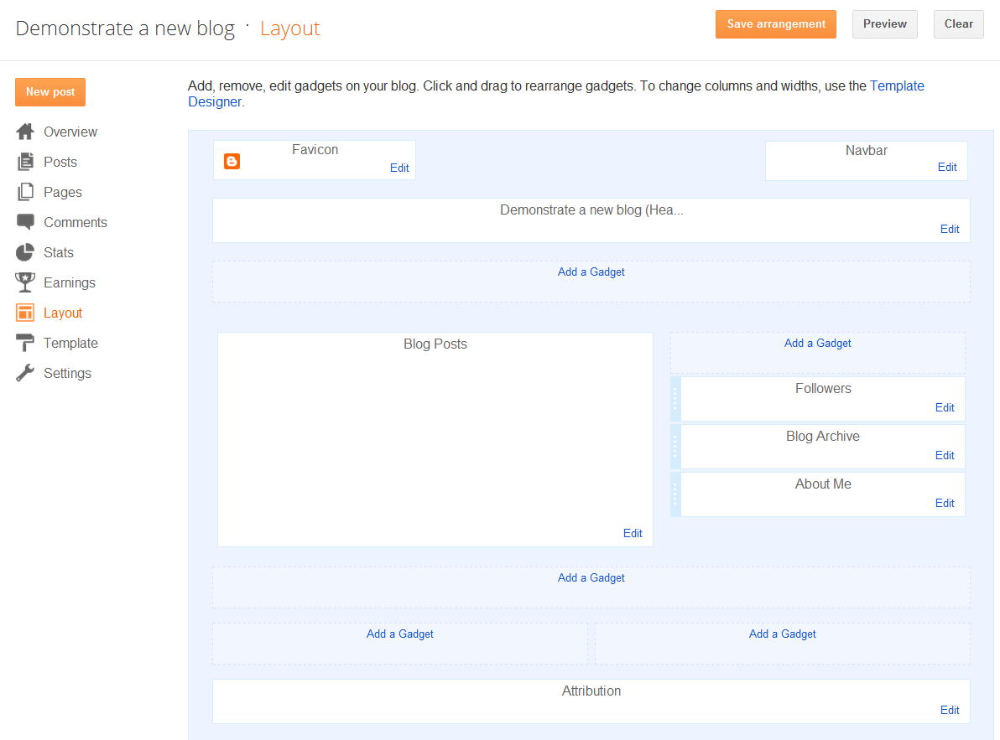 Demonstrate a new blog · Layout
Save arrangement
Preview
Clear
New post
Overview
Posts
Pages
Comments
Stats
Earnings
Layout
Template
Settings
Add, remove, edit gadgets on your blog. Click and drag to rearrange gadgets. To change columns and widths, use the Template
Designer.
Favicon
Edit
Navbar
Edit
Demonstrate a new blog (Hea...
Edit
Add a Gadget
Blog Posts
Edit
Add a Gadget
Followers
Edit
Blog Archive
Edit
About Me
Edit
Add a Gadget
Add a Gadget
Add a Gadget
Attribution
Edit